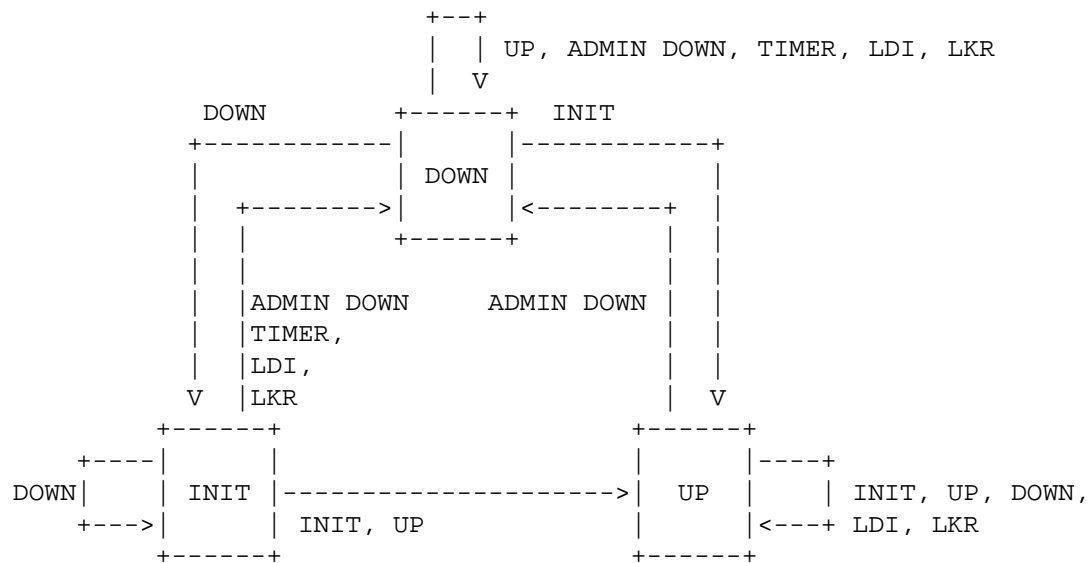 UP, ADMIN DOWN, TIMER, LDI, LKR
DOWN INIT
DOWN
ADMIN DOWN ADMIN DOWN
TIMER,
LDI,
LKR
DOWN INIT UP INIT, UP, DOWN,
INIT, UP LDI, LKR